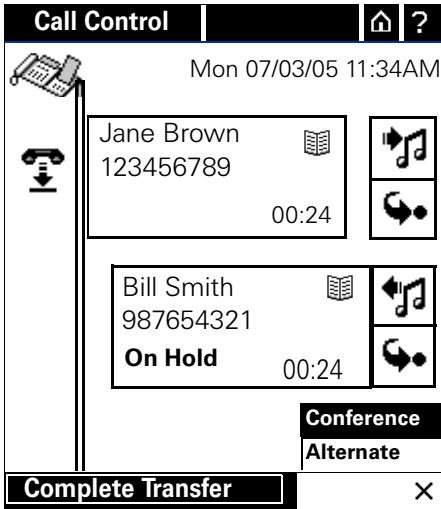 Call Control
?
Mon 07/03/05 11:34AM
Jane Brown
123456789
00:24
Bill Smith
987654321
On Hold
00:24
Conference
Alternate
Complete Transfer